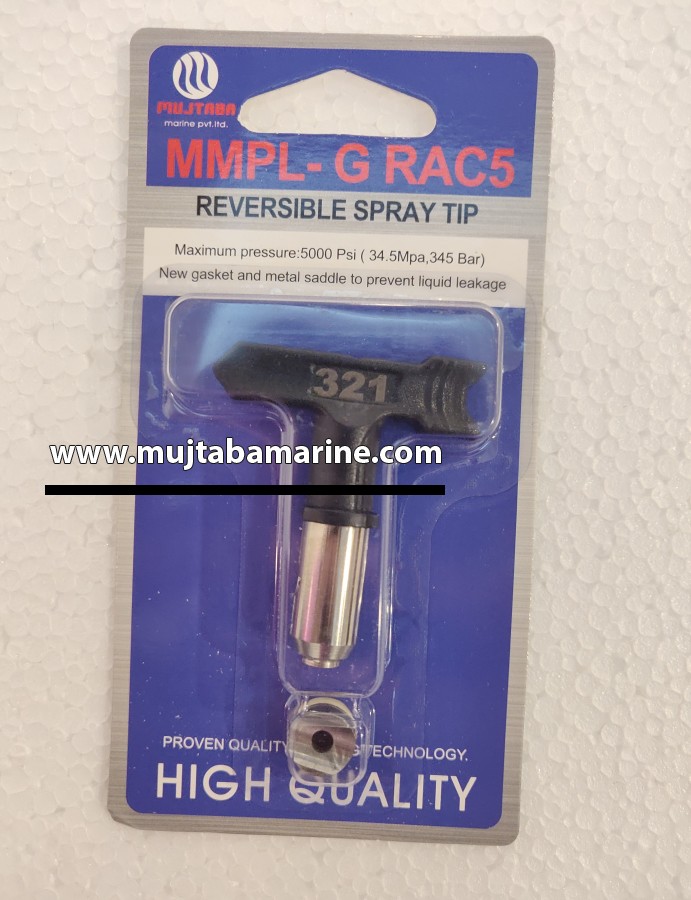 MUJTABA
marine pvt.ltd.
MMPL- G RAC5
REVERSIBLE SPRAY TIP
Maximum pressure:5000 Psi ( 34.5Mpa,345 Bar)
New gasket and metal saddle to prevent liquid leakage
321
www.mujtabamarine.com
PROVEN QUALITY TECHNOLOGY.
HIGH QUALITY